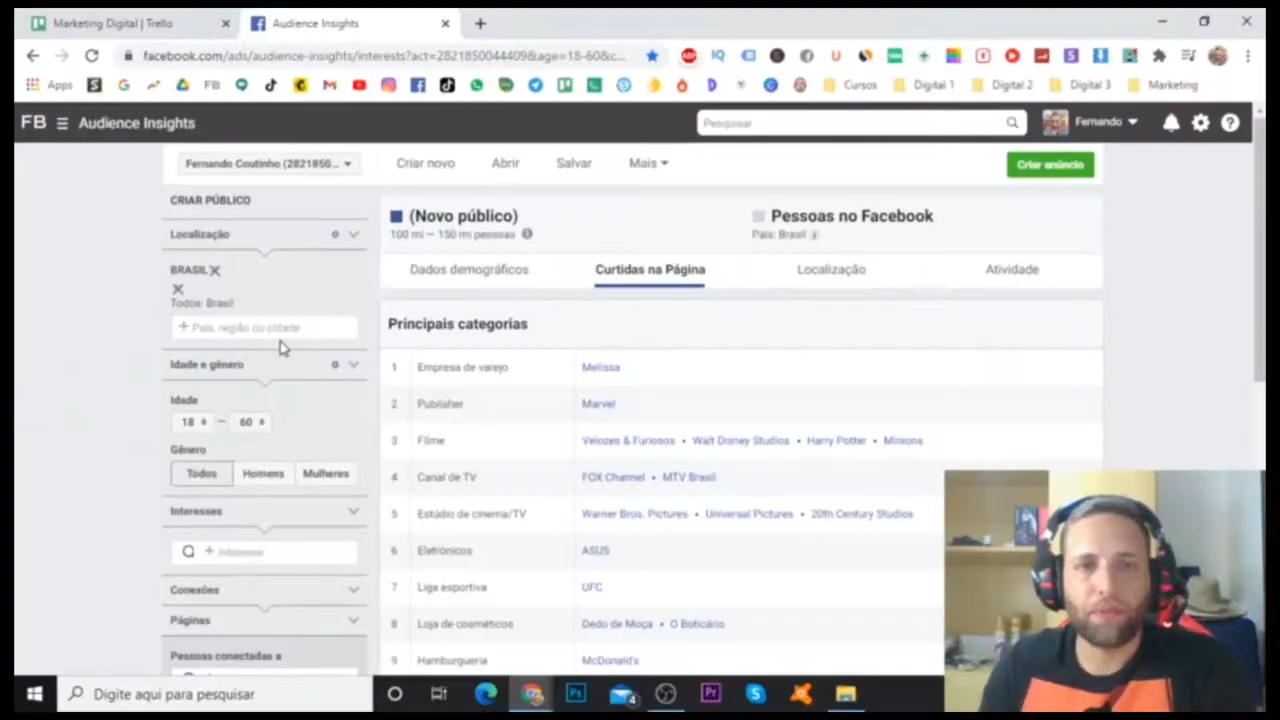 Marketing Digital | Trello
Audience Insights
facebook.com/ads/audience-insights/interests?act=2821850044409&age=18-60&c...
Apps
FB
Cursos
Digital 1
Digital 2
Digital 3
Marketing
FB Audience Insights
Pesquisar
Fernando
Fernando Coutinho (2821850...
Criar novo
Abrir
Salvar
Mais
Criar anúncio
CRIAR PÚBLICO
Localização
BRASIL
Todos: Brasil
+ País, região ou cidade
Idade e gênero
Idade
18 – 60
Gênero
Todos
Homens
Mulheres
Interesses
+ Interesse
Conexões
Páginas
Pessoas conectadas a
(Novo público)
100 mi – 150 mi pessoas
Pessoas no Facebook
País: Brasil
Dados demográficos
Curtidas na Página
Localização
Atividade
Principais categorias
1 Empresa de varejo Melissa
2 Publisher Marvel
3 Filme Velozes & Furiosos • Walt Disney Studios • Harry Potter • Minions
4 Canal de TV FOX Channel • MTV Brasil
5 Estúdio de cinema/TV Warner Bros. Pictures • Universal Pictures • 20th Century Studios
6 Eletrônicos ASUS
7 Liga esportiva UFC
8 Loja de cosméticos Dedo de Moça • O Boticário
9 Hamburgueria McDonald's
Digite aqui para pesquisar
Ps
4
Pr